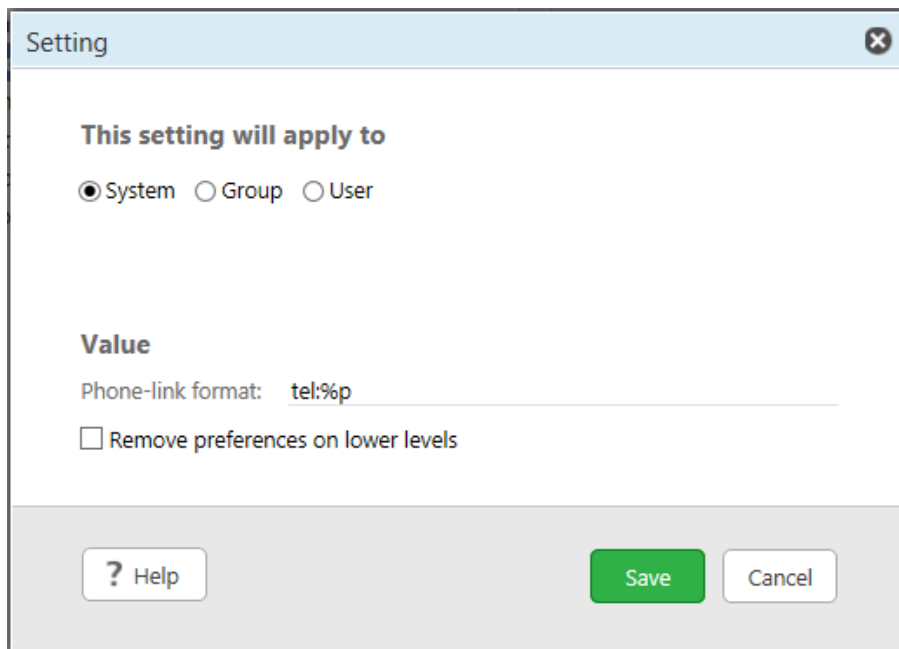 Setting
This setting will apply to
System Group User
Value
Phone-link format: tel:%p
Remove preferences on lower levels
? Help Save Cancel